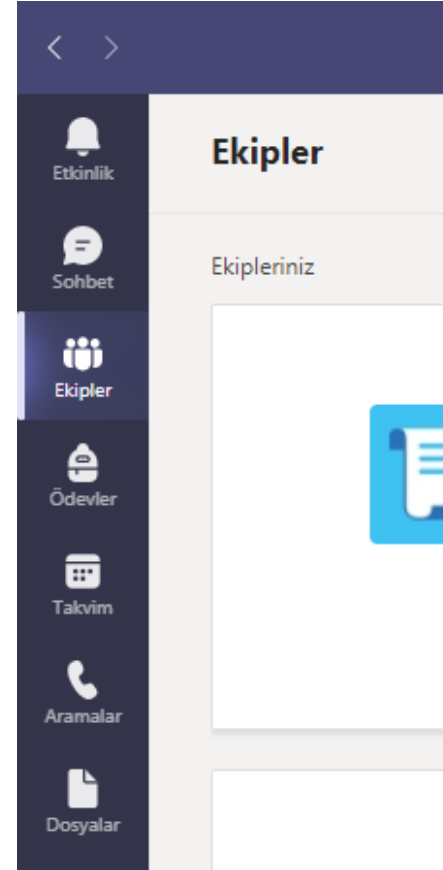 Etkinlik
Sohbet
Ekipler
Ödevler
Takvim
Aramalar
Dosyalar
Ekipler
Ekipleriniz